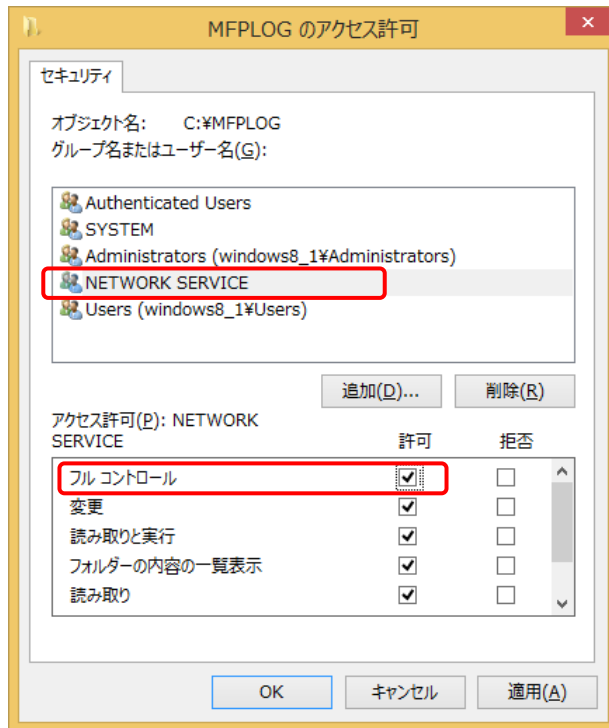 MFPLOG のアクセス許可
セキュリティ
オブジェクト名: C:¥MFPLOG
グループ名またはユーザー名(G):
Authenticated Users
SYSTEM
Administrators (windows8_1¥Administrators)
NETWORK SERVICE
Users (windows8_1¥Users)
追加(D)... 削除(R)
アクセス許可(P): NETWORK
SERVICE 許可 拒否
フル コントロール
変更
読み取りと実行
フォルダーの内容の一覧表示
読み取り
OK キャンセル 適用(A)